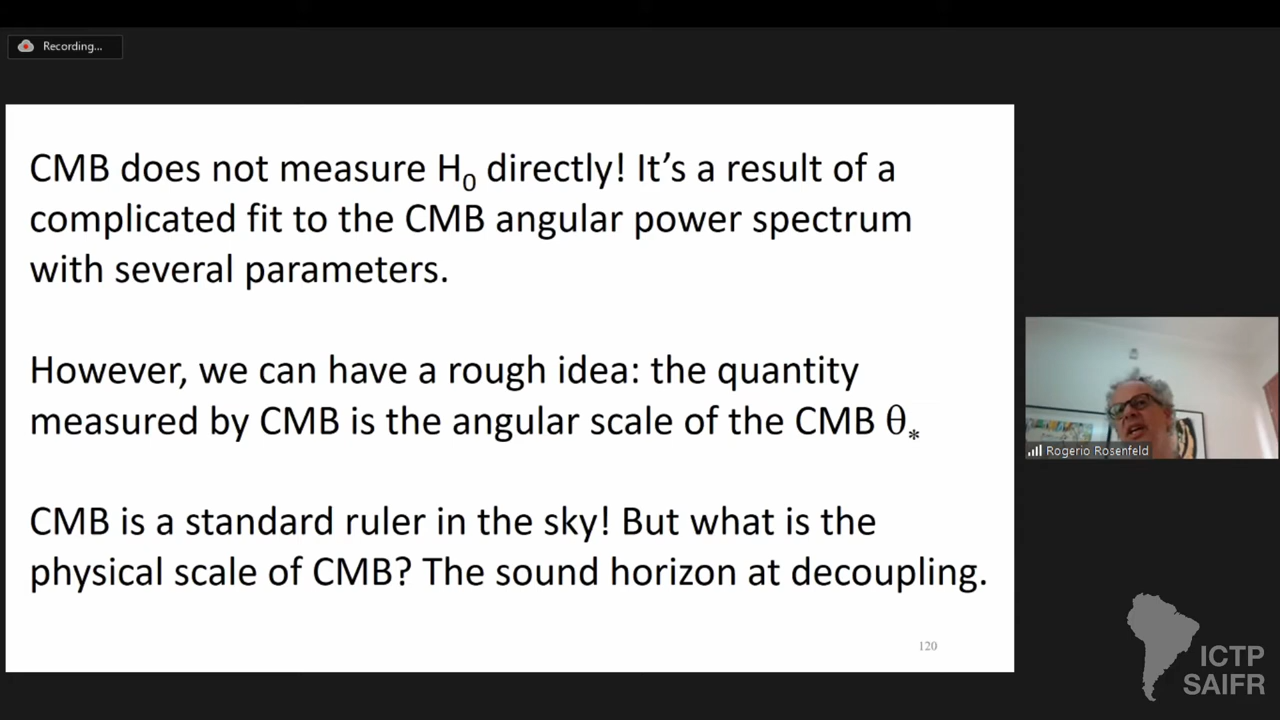 Recording...
CMB does not measure H₀ directly! It’s a result of a
complicated fit to the CMB angular power spectrum
with several parameters.
However, we can have a rough idea: the quantity
measured by CMB is the angular scale of the CMB θ*
CMB is a standard ruler in the sky! But what is the
physical scale of CMB? The sound horizon at decoupling.
120
Rogerio Rosenfeld
ICTP
SAIFR